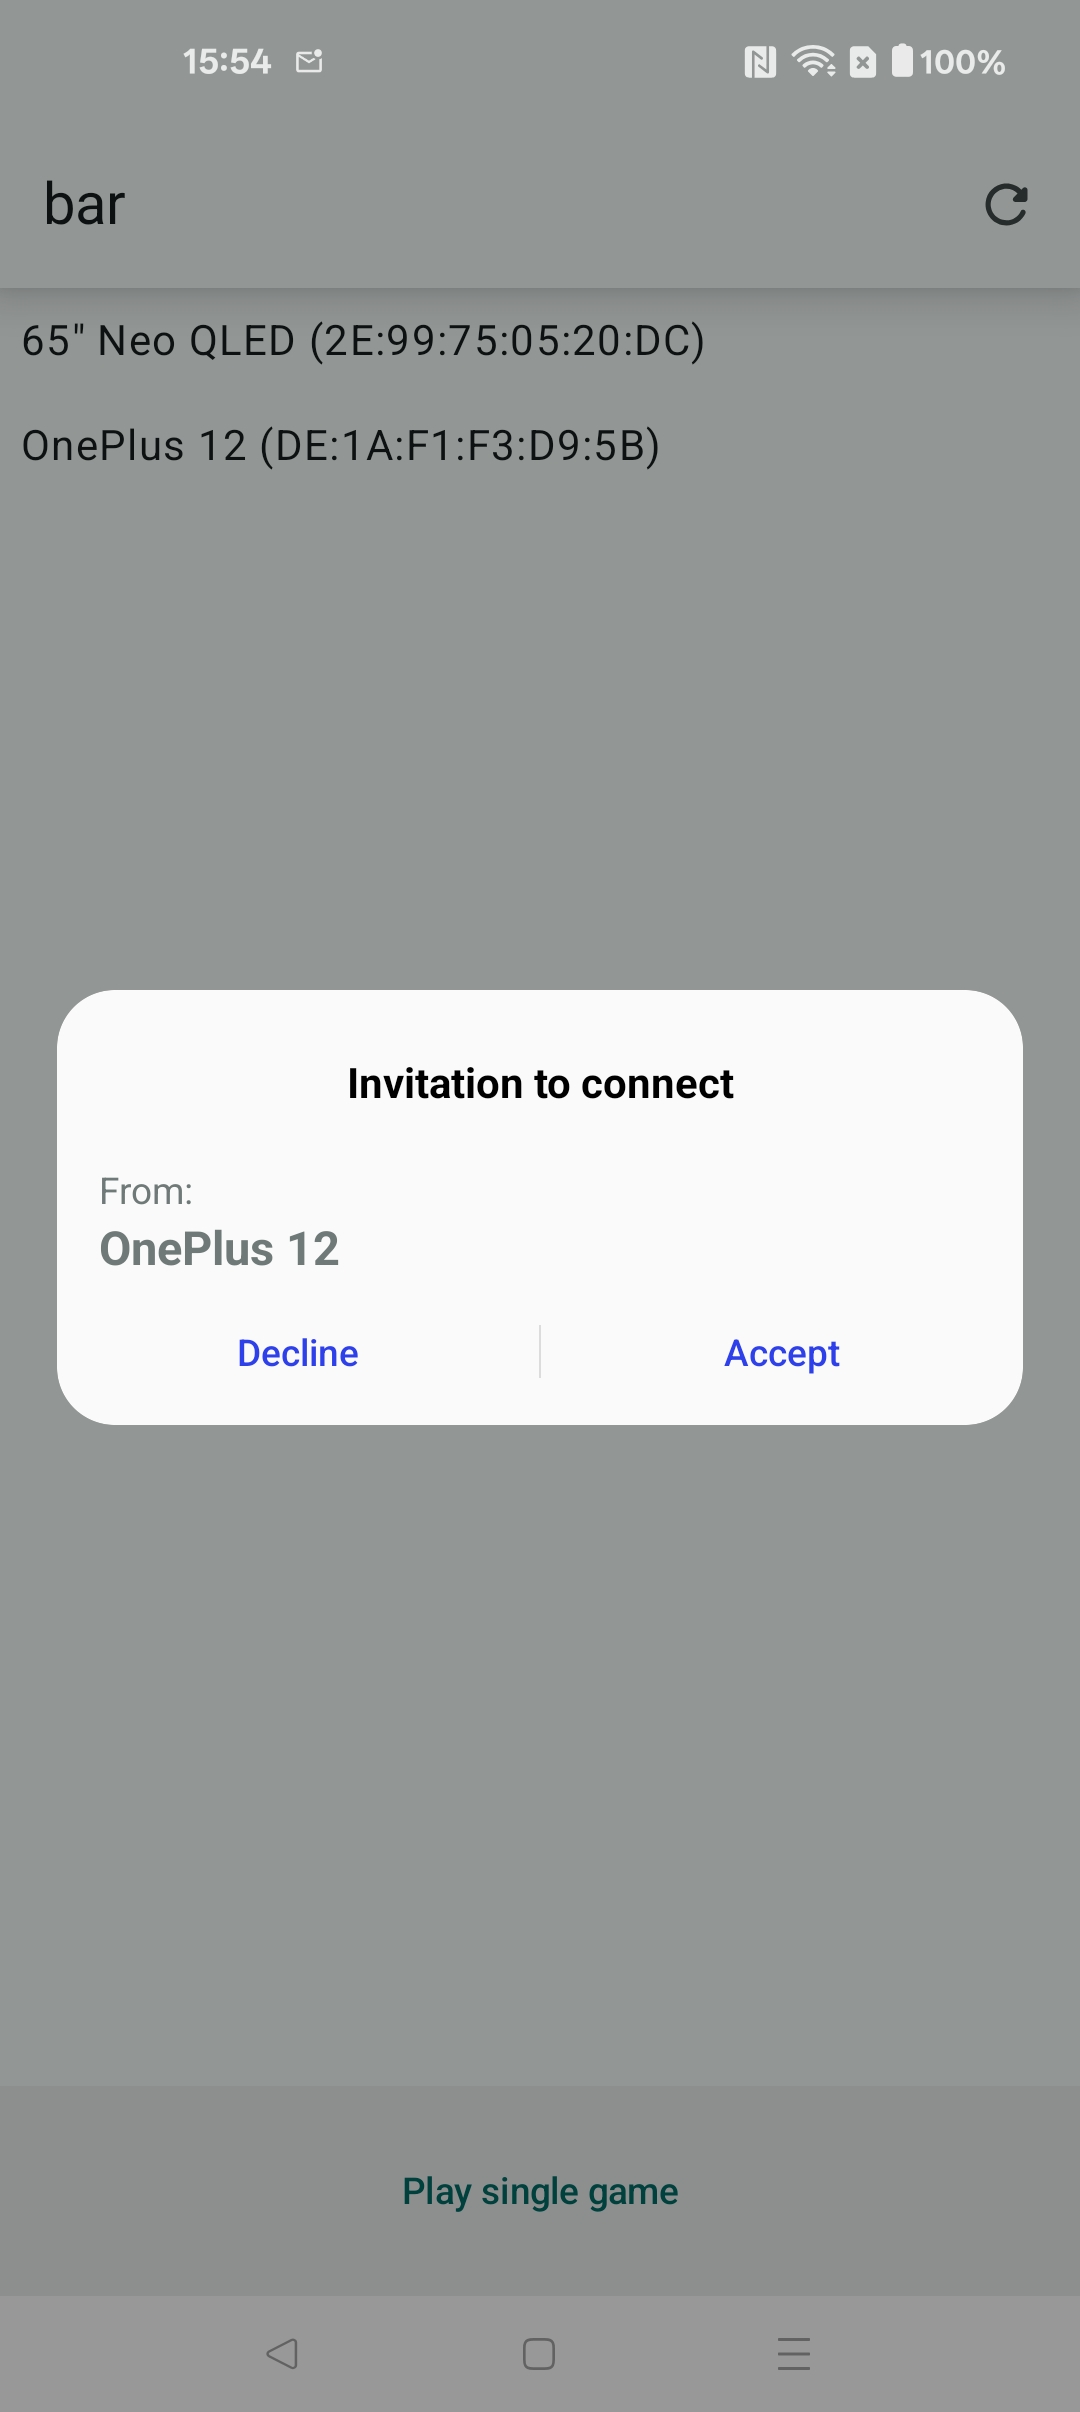 15:54
100%
bar
65" Neo QLED (2E:99:75:05:20:DC)
OnePlus 12 (DE:1A:F1:F3:D9:5B)
Invitation to connect
From:
OnePlus 12
Decline
Accept
Play single game